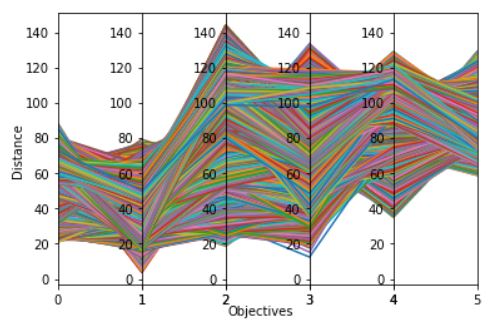 140 140 140 140 140
120 120 120 120 120
100 100 100 100 100
80 80 80 80 80
60 60 60 60 60
40 40 40 40 40
20 20 20 20 20
0 0 0 0 0
Distance
0 1 2 3 4 5
Objectives